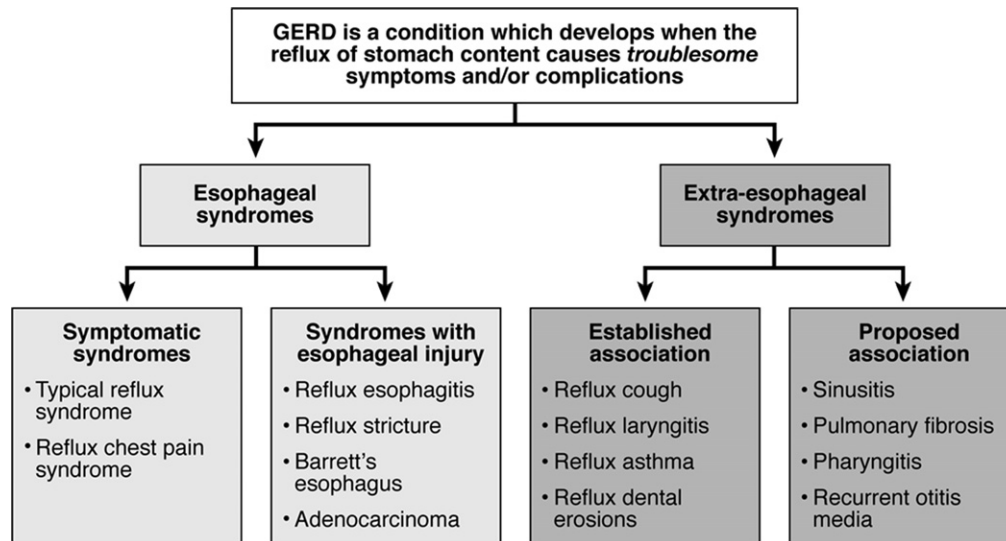 GERD is a condition which develops when the
reflux of stomach content causes troublesome
symptoms and/or complications
Esophageal
syndromes
Extra-esophageal
syndromes
Symptomatic
syndromes
• Typical reflux
syndrome
• Reflux chest pain
syndrome
Syndromes with
esophageal injury
• Reflux esophagitis
• Reflux stricture
• Barrett's
esophagus
• Adenocarcinoma
Established
association
• Reflux cough
• Reflux laryngitis
• Reflux asthma
• Reflux dental
erosions
Proposed
association
• Sinusitis
• Pulmonary fibrosis
• Pharyngitis
• Recurrent otitis
media